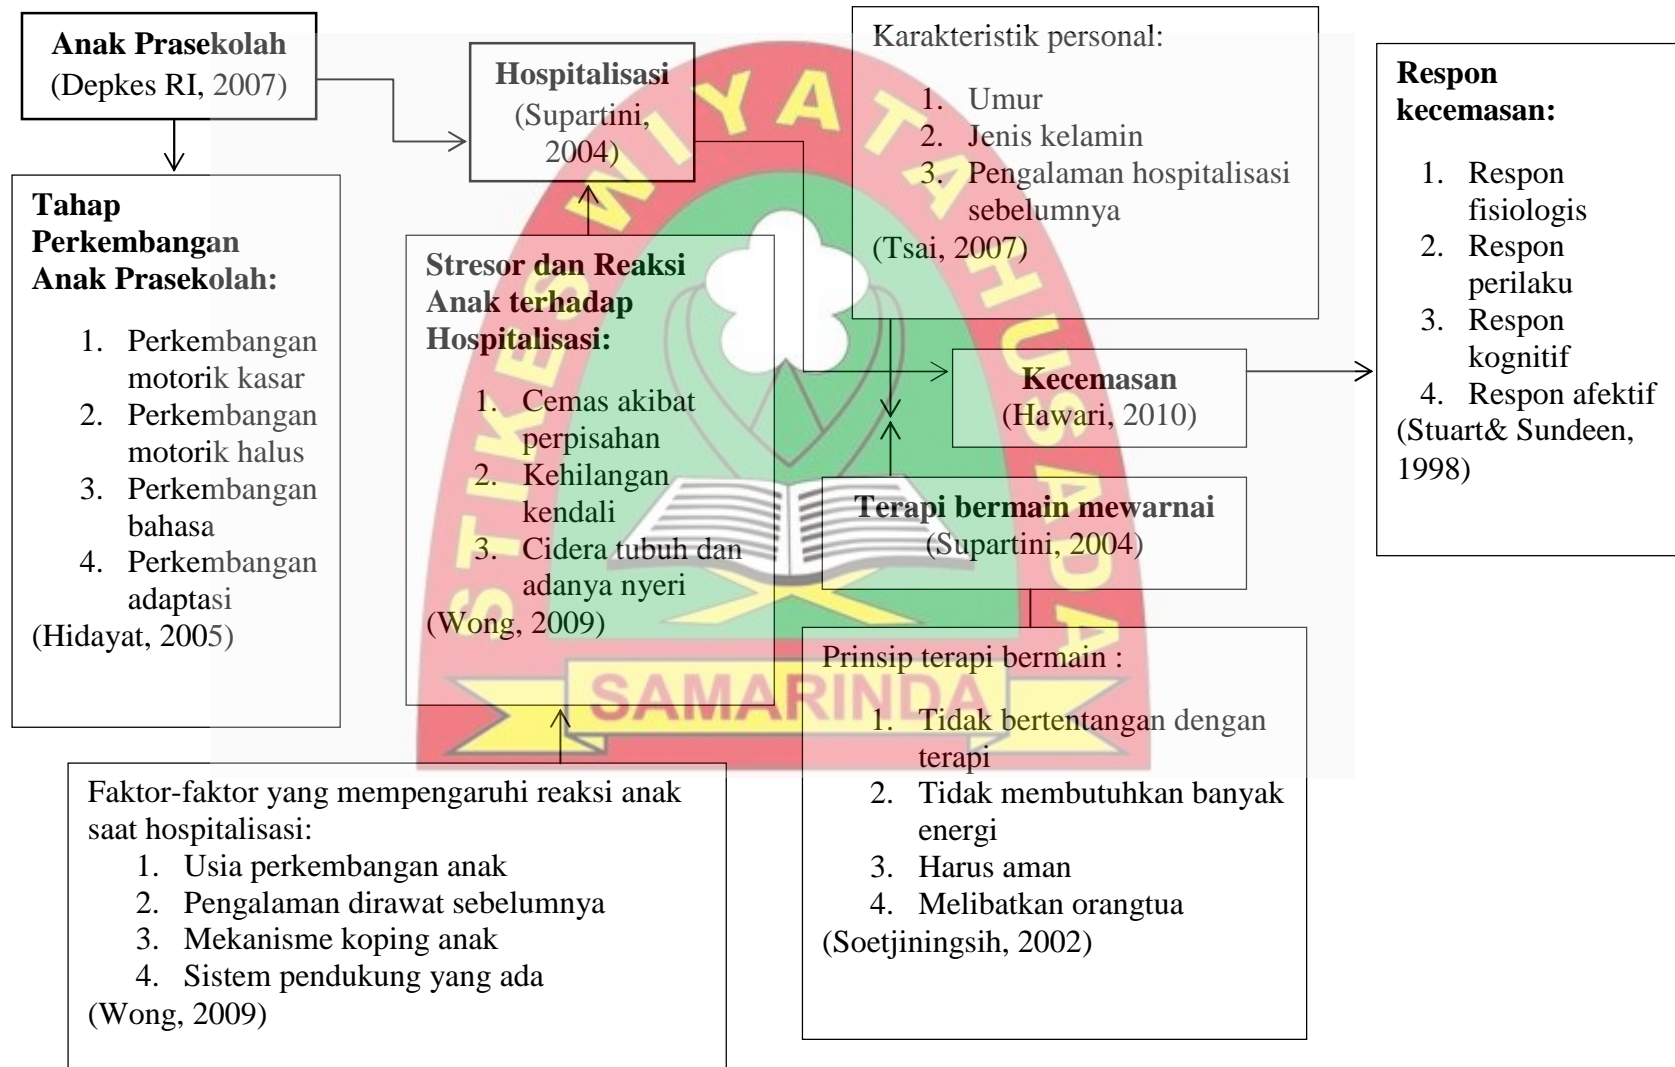 Anak Prasekolah
(Depkes RI, 2007)
Tahap
Perkembangan
Anak Prasekolah:
1. Perkembangan
motorik kasar
2. Perkembangan
motorik halus
3. Perkembangan
bahasa
4. Perkembangan
adaptasi
(Hidayat, 2005)
Hospitalisasi
(Supartini,
2004)
Stresor dan Reaksi
Anak terhadap
Hospitalisasi:
1. Cemas akibat
perpisahan
2. Kehilangan
kendali
3. Cidera tubuh dan
adanya nyeri
(Wong, 2009)
Faktor-faktor yang mempengaruhi reaksi anak
saat hospitalisasi:
1. Usia perkembangan anak
2. Pengalaman dirawat sebelumnya
3. Mekanisme koping anak
4. Sistem pendukung yang ada
(Wong, 2009)
Karakteristik personal:
1. Umur
2. Jenis kelamin
3. Pengalaman hospitalisasi
sebelumnya
(Tsai, 2007)
Kecemasan
(Hawari, 2010)
Terapi bermain mewarnai
(Supartini, 2004)
Prinsip terapi bermain :
1. Tidak bertentangan dengan
terapi
2. Tidak membutuhkan banyak
energi
3. Harus aman
4. Melibatkan orangtua
(Soetjiningsih, 2002)
Respon
kecemasan:
1. Respon
fisiologis
2. Respon
perilaku
3. Respon
kognitif
4. Respon afektif
(Stuart& Sundeen,
1998)
STIKES WIYATA HUSADA
SAMARINDA